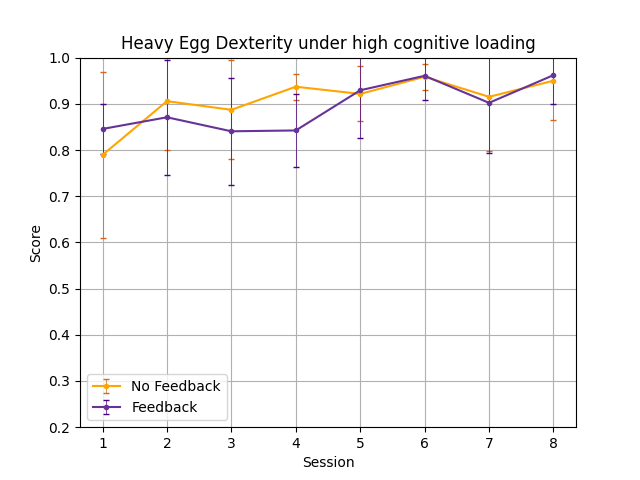 Heavy Egg Dexterity under high cognitive loading
1.0
0.9
0.8
0.7
0.6
0.5
0.4
0.3
0.2
Score
No Feedback
Feedback
1 2 3 4 5 6 7 8
Session